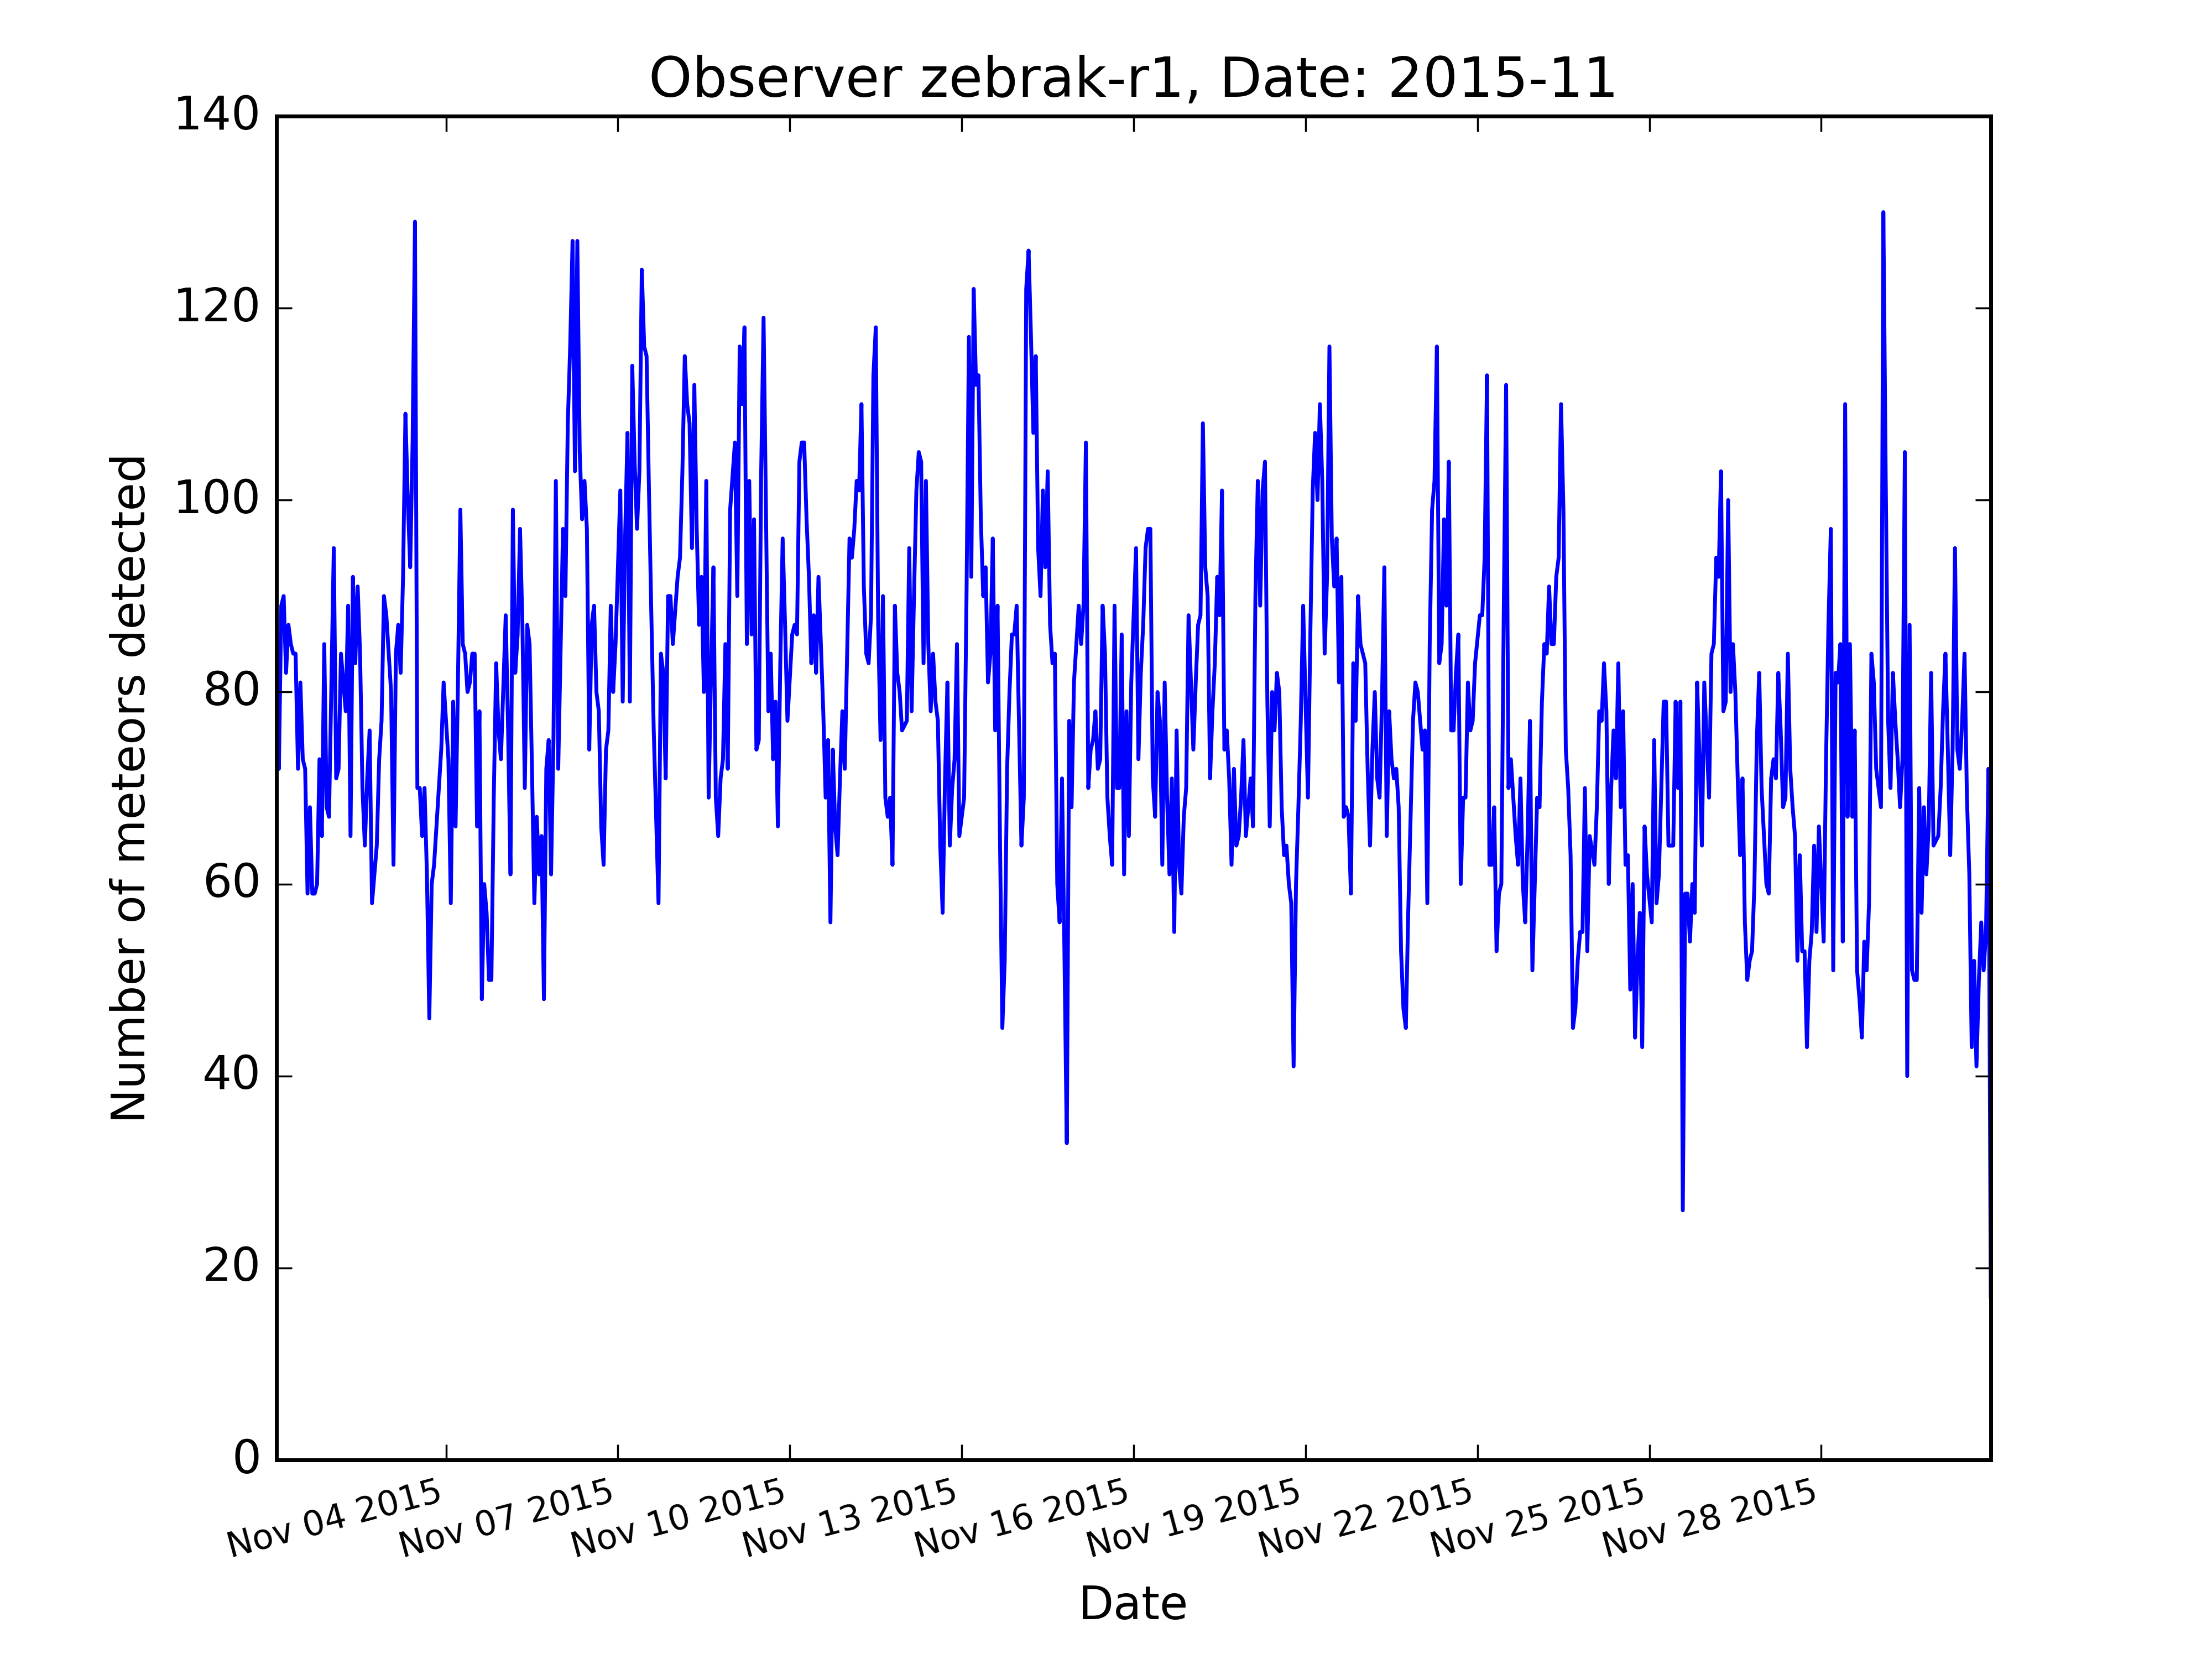 Observer zebrak-r1, Date: 2015-11
Number of meteors detected
140
120
100
80
60
40
20
0
Nov 04 2015
Nov 07 2015
Nov 10 2015
Nov 13 2015
Nov 16 2015
Nov 19 2015
Nov 22 2015
Nov 25 2015
Nov 28 2015
Date